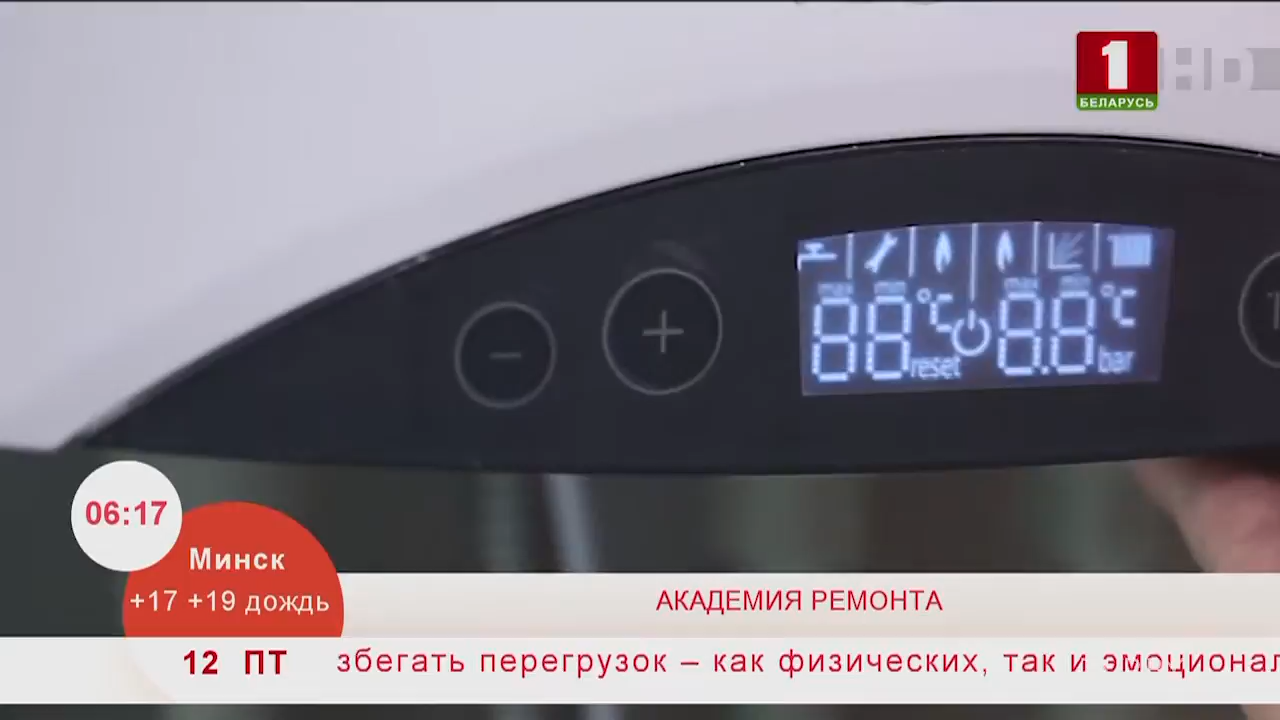 1 HD
БЕЛАРУСЬ
max min max min
88 °C 8.8 °C
reset bar
06:17
Минск
+17 +19 дождь
АКАДЕМИЯ РЕМОНТА
12 ПТ
збегать перегрузок – как физических, так и эмоционал